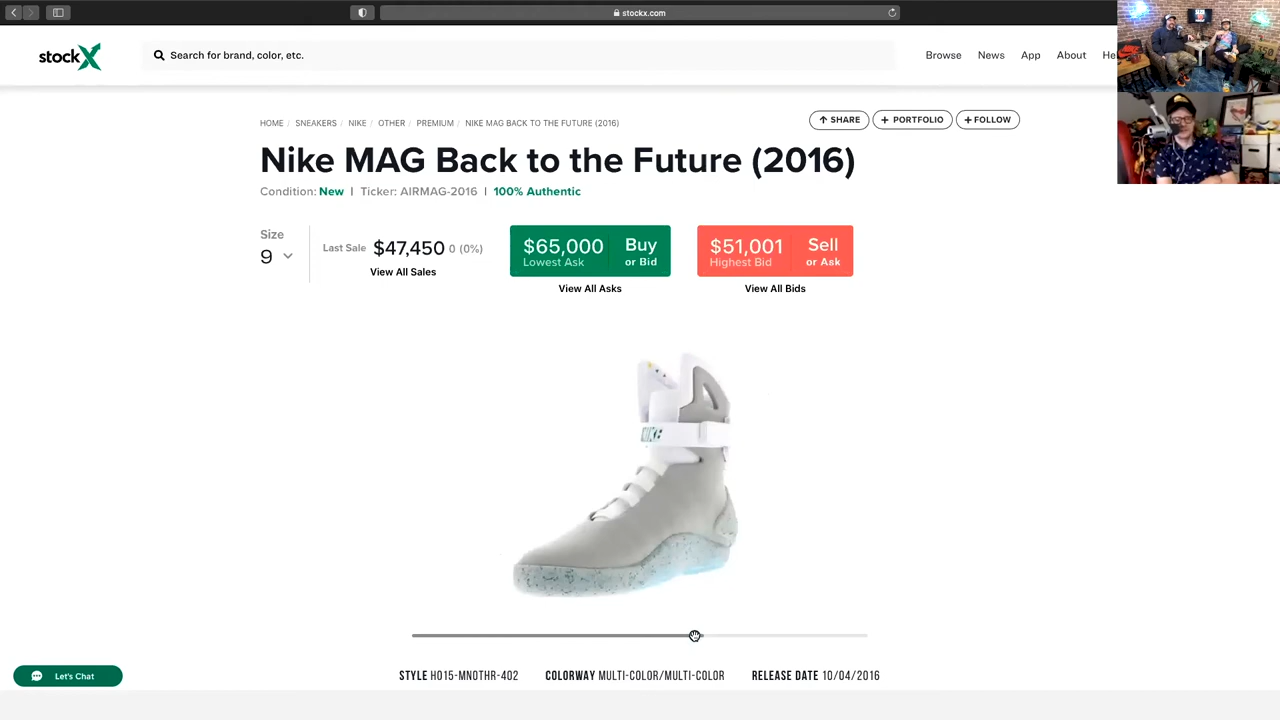 stockx.com
stockX
Search for brand, color, etc.
Browse News App About He
HOME / SNEAKERS / NIKE / OTHER / PREMIUM / NIKE MAG BACK TO THE FUTURE (2016)
SHARE + PORTFOLIO + FOLLOW
Nike MAG Back to the Future (2016)
Condition: New | Ticker: AIRMAG-2016 | 100% Authentic
Size
9
Last Sale $47,450 0 (0%)
View All Sales
$65,000 Buy
Lowest Ask or Bid
View All Asks
$51,001 Sell
Highest Bid or Ask
View All Bids
NIKE
STYLE H015-MNOTHR-402 COLORWAY MULTI-COLOR/MULTI-COLOR RELEASE DATE 10/04/2016
Let's Chat